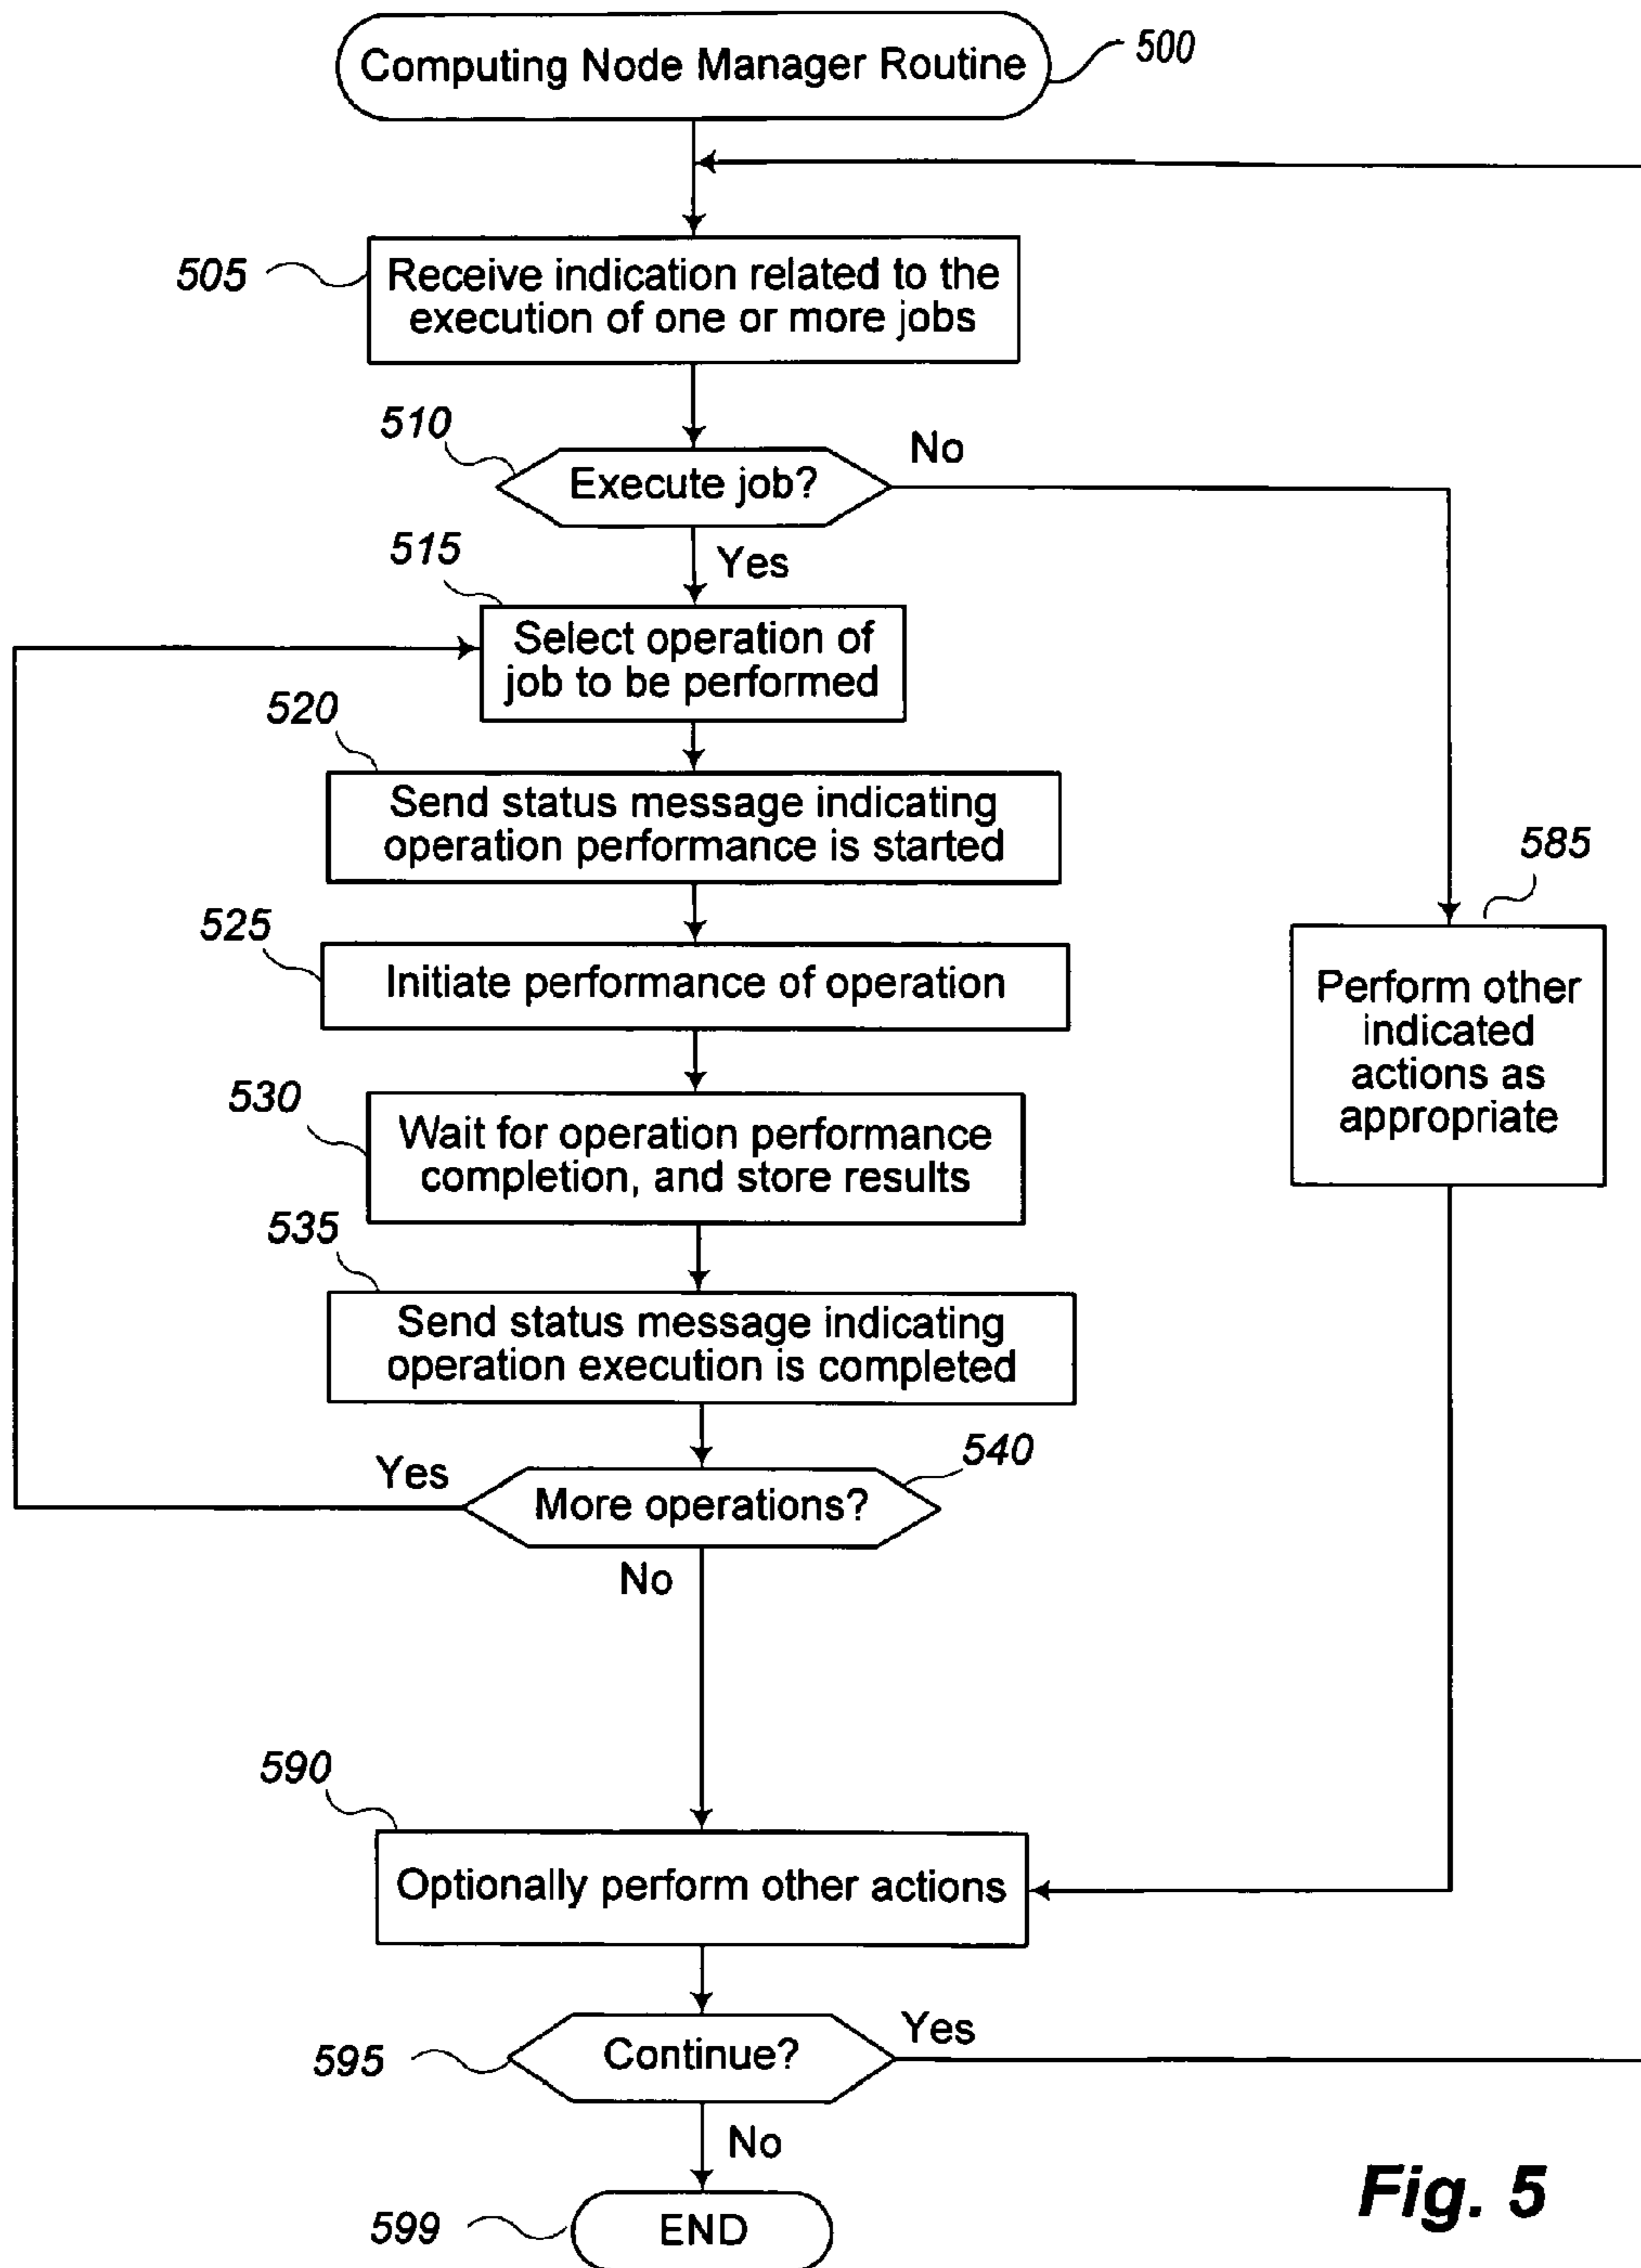 Computing Node Manager Routine
500
505
Receive indication related to the
execution of one or more jobs
510
Execute job?
No
Yes
515
Select operation of
job to be performed
520
Send status message indicating
operation performance is started
585
525
Initiate performance of operation
Perform other
indicated
actions as
appropriate
530
Wait for operation performance
completion, and store results
535
Send status message indicating
operation execution is completed
540
Yes
More operations?
No
590
Optionally perform other actions
595
Continue?
Yes
No
599
END
Fig. 5